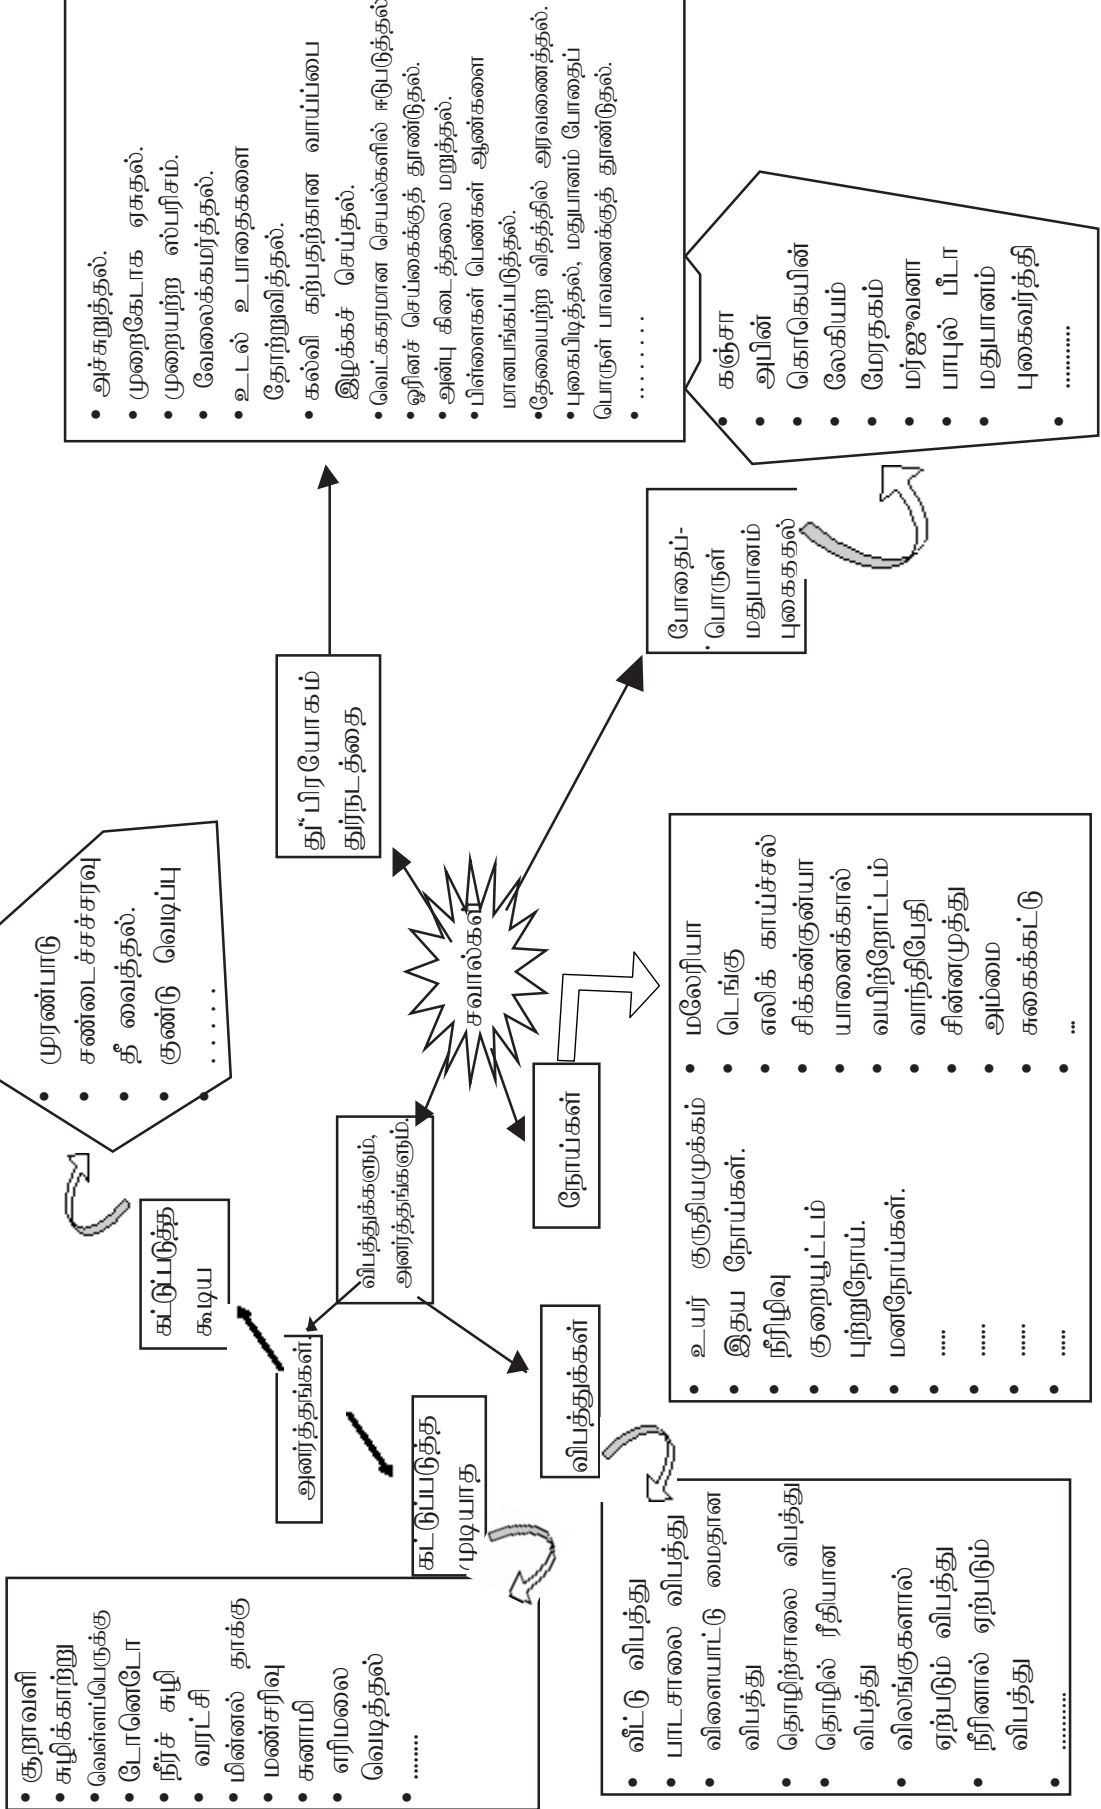 • அச்சுறுத்தல்.
• முறைகேடாக ஏசுதல்.
• முறையற்ற ஸ்பரிசம்.
• வேலைக்கமர்த்தல்.
• உடல் உபாதைகளை
தோற்றுவித்தல்.
• கல்வி கற்பதற்கான வாய்ப்பை
இழக்கச் செய்தல்.
• வெட்ககரமான செயல்களில் ஈடுபடுத்தல்
• ஓரினச் செய்கைக்குத் தூண்டுதல்.
• அன்பு கிடைத்தலை மறுத்தல்.
• பிள்ளைகள் பெண்கள் ஆண்களை
மானபங்கப்படுத்தல்.
• தேவையற்ற விதத்தில் அரவணைத்தல்.
• புகைபிடித்தல், மதுபானம் போதைப்
பொருள் பாவனைக்குத் தூண்டுதல்.
• ........
• கஞ்சா
• அபின்
• கொகெயின்
• லேகியம்
• மேரதகம்
• மர்ஜுவனா
• பாபுல் பீடா
• மதுபானம்
புகைவர்த்தி
• ..........
துஷ்பிரயோகம்
துர்நடத்தை
போதைப்-
பொருள்
மதுபானம்
புகைததல்
சவால்கள்
• முரண்பாடு
• சண்டைச்சச்சரவு
• தீ வைத்தல்.
• குண்டு வெடிப்பு
• .....
விபத்துக்களும்,
அனர்த்தங்களும்.
நோய்கள்
கட்டுப்படுத்த
கூடிய
அனர்த்தங்கள்.
கட்டுப்படுத்த
முடியாத
விபத்துக்கள்
• மலேரியா
• டெங்கு
• எலிக் காய்ச்சல்
• சிக்கன்குன்யா
• யானைக்கால்
• வயிற்றோட்டம்
• வாந்திபேதி
• சின்னமுத்து
• அம்மை
• சுகைக்கட்டு
• ...
• உயர் குருதியமுக்கம்
• இதய நோய்கள்.
• நீரிழிவு
• குறையூட்டம்
• புற்றுநோய்.
• மனநோய்கள்.
• ....
• .....
• .....
• ....
• சூறாவளி
• சுழிக்காற்று
• வெள்ளப்பெருக்கு
• டோனெடோ
• நீர்ச் சுழி
• வரட்சி
• மின்னல் தாக்கு
• மண்சரிவு
• சுனாமி
• எரிமலை
வெடித்தல்
• .......
• வீட்டு விபத்து
• பாடசாலை விபத்து
• விளையாட்டு மைதான
விபத்து
• தொழிற்சாலை விபத்து
• தொழில் ரீதியான
விபத்து
• விலங்குகளால்
ஏற்படும் விபத்து
• நீரினால் ஏற்படும்
விபத்து
• ..........